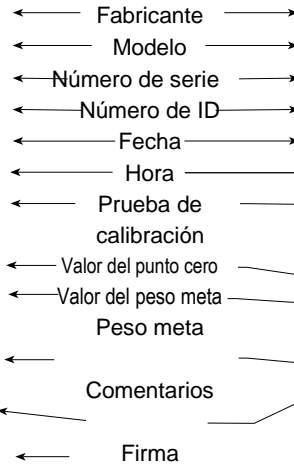 Fabricante
Modelo
Número de serie
Número de ID
Fecha
Hora
Prueba de
calibración
Valor del punto cero
Valor del peso meta
Peso meta
Comentarios
Firma